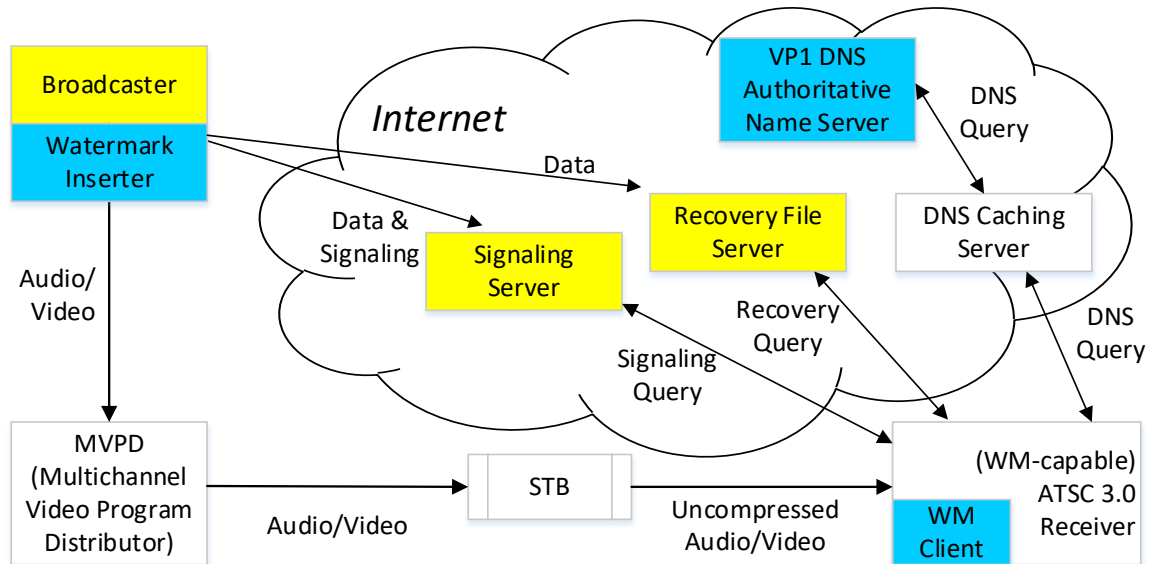 Broadcaster
Watermark
Inserter
Internet
VP1 DNS
Authoritative
Name Server
DNS
Query
Data
Data &
Signaling
Signaling
Server
Recovery File
Server
DNS Caching
Server
Audio/
Video
Signaling
Query
Recovery
Query
DNS
Query
MVPD
(Multichannel
Video Program
Distributor)
Audio/Video
STB
Uncompressed
Audio/Video
(WM-capable)
ATSC 3.0
Receiver
WM
Client